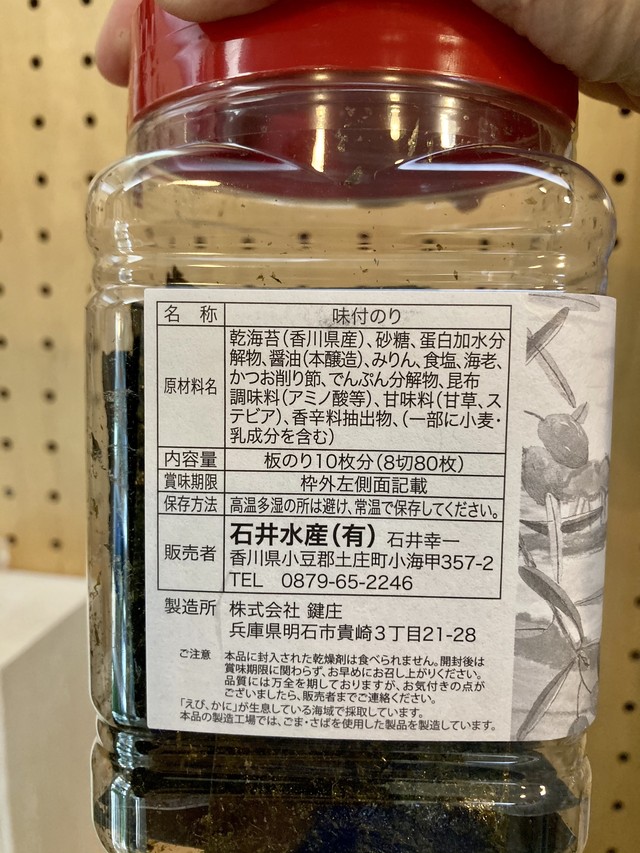 名 称 味付のり
原材料名 乾海苔(香川県産)、砂糖、蛋白加水分
解物、醤油(本醸造)、みりん、食塩、海老、
かつお削り節、でんぷん分解物、昆布
調味料(アミノ酸等)、甘味料(甘草、ス
テビア)、香辛料抽出物、(一部に小麦・
乳成分を含む)
内容量 板のり10枚分(8切80枚)
賞味期限 枠外左側面記載
保存方法 高温多湿の所は避け、常温で保存してください。
販売者 石井水産(有) 石井幸一
香川県小豆郡土庄町小海甲357-2
TEL 0879-65-2246
製造所 株式会社 鍵庄
兵庫県明石市貴崎3丁目21-28
ご注意 本品に封入された乾燥剤は食べられません。開封後は
賞味期限に関わらず、お早めにお召し上がりください。
品質には万全を期しておりますが、お気付きの点が
ございましたら、販売者までご連絡ください。
「えび、かに」が生息している海域で採取しています。
本品の製造工場では、ごま・さばを使用した製品を製造しています。